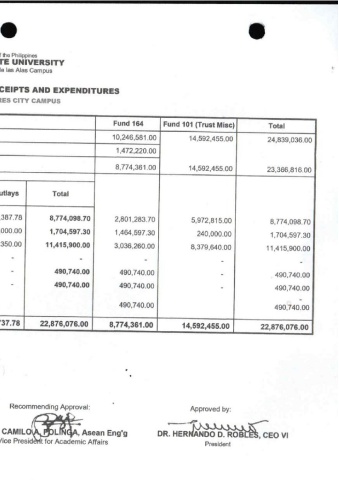 of the Philippines
TE UNIVERSITY
la las Alas Campus
CEIPTS AND EXPENDITURES
RES CITY CAMPUS
Fund 164 Fund 101 (Trust Misc) Total
10,246,581.00 14,592,455.00 24,839,036.00
1,472,220.00
8,774,361.00 14,592,455.00 23,366,816.00
utlays Total
,387.78 8,774,098.70 2,801,283.70 5,972,815.00 8,774,098.70
,000.00 1,704,597.30 1,464,597.30 240,000.00 1,704,597.30
,350.00 11,415,900.00 3,036,260.00 8,379,640.00 11,415,900.00
- - - - -
- 490,740.00 490,740.00 - 490,740.00
- 490,740.00 490,740.00 - 490,740.00
-
490,740.00 490,740.00
737.78 22,876,076.00 8,774,361.00 14,592,455.00 22,876,076.00
Recommending Approval: Approved by:
CAMILO A. POLINGA, Asean Eng'g DR. HERNANDO D. ROBLES, CEO VI
Vice President for Academic Affairs President